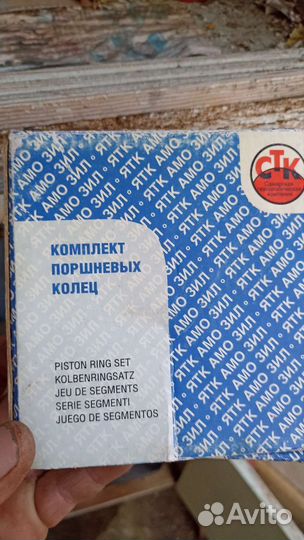 СТК
Самарская
КОМПЛЕКТ
ПОРШНЕВЫХ
КОЛЕЦ
PISTON RING SET
KOLBENRINGSATZ
JEU DE SEGMENTS
SERIE SEGMENTI
JUEGO DE SEGMENTOS
ЯТК АМО ЗИЛ
Avito